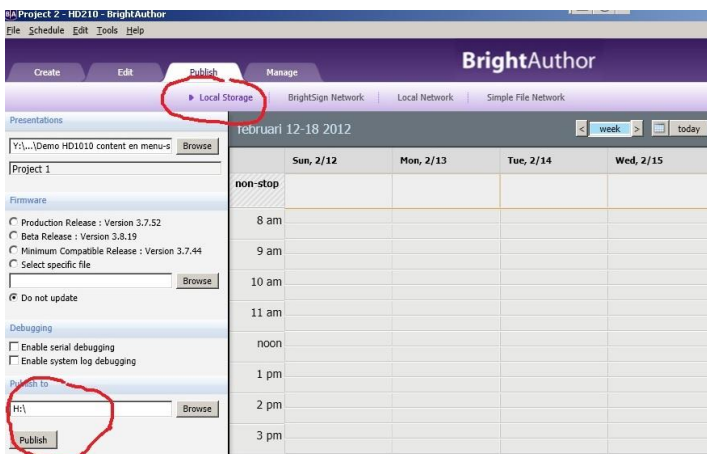 BA Project 2 - HD210 - BrightAuthor
File Schedule Edit Tools Help
BrightAuthor
Create Edit Publish Manage
Local Storage BrightSign Network Local Network Simple File Network
Presentations
februari 12-18 2012
< week > today
Y:\...\Demo HD1010 content en menu-s Browse
Project 1
Sun, 2/12 Mon, 2/13 Tue, 2/14 Wed, 2/15
non-stop
Firmware
Production Release : Version 3.7.52
Beta Release : Version 3.8.19
Minimum Compatible Release : Version 3.7.44
Select specific file
Browse
Do not update
8 am
9 am
10 am
11 am
noon
1 pm
2 pm
3 pm
Debugging
Enable serial debugging
Enable system log debugging
Publish to
H:\ Browse
Publish